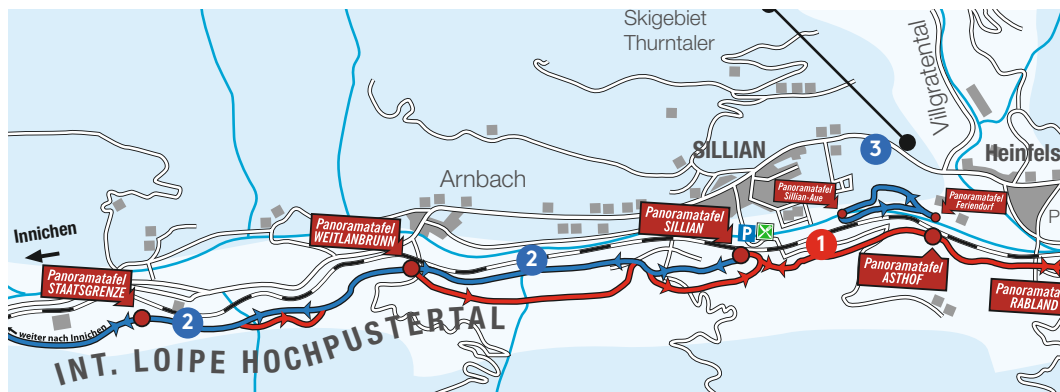 Skigebiet
Thurntaler
Villgratental
SILLIAN
3
Heinfels
Arnbach
Panoramatafel
Sillian-Aue
Panoramatafel
Feriendorf
P
Innichen
Panoramatafel
WEITLANBRUNN
Panoramatafel
SILLIAN
P
1
2
Panoramatafel
STAATSGRENZE
Panoramatafel
ASTHOF
Panoramata
RABLAND
2
weiter nach Innichen
INT. LOIPE HOCHPUSTERTAL